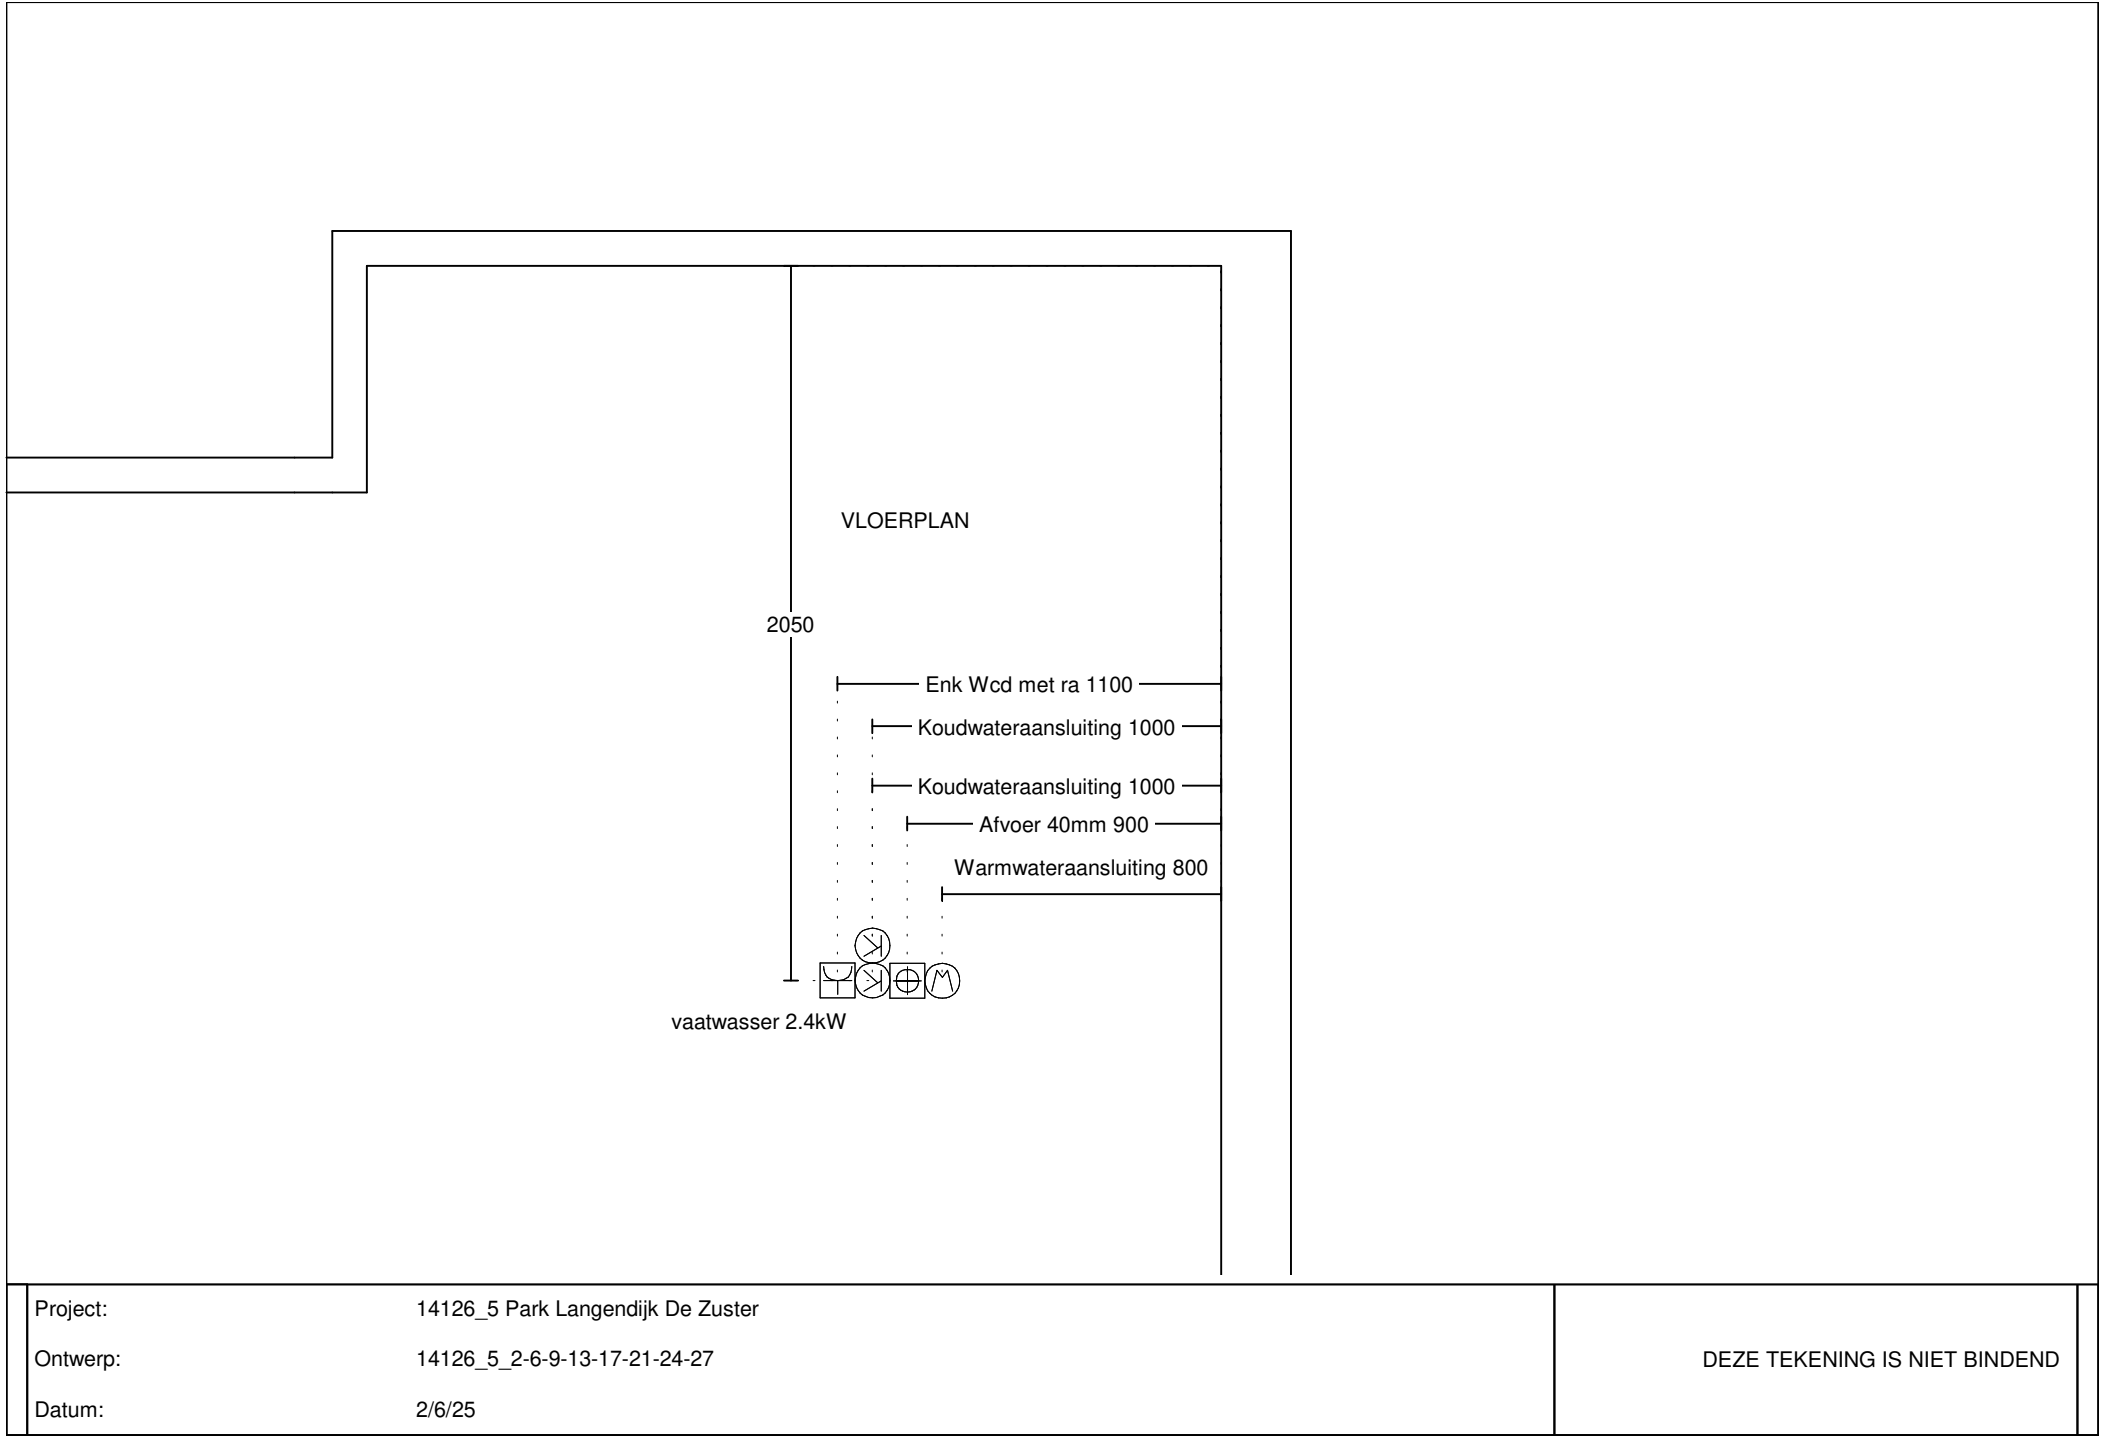 VLOERPLAN
2050
Enk Wcd met ra 1100
Koudwateraansluiting 1000
Koudwateraansluiting 1000
Afvoer 40mm 900
Warmwateraansluiting 800
K
K
W
vaatwasser 2.4kW
Project: 14126_5 Park Langendijk De Zuster
Ontwerp: 14126_5_2-6-9-13-17-21-24-27
DEZE TEKENING IS NIET BINDEND
Datum: 2/6/25